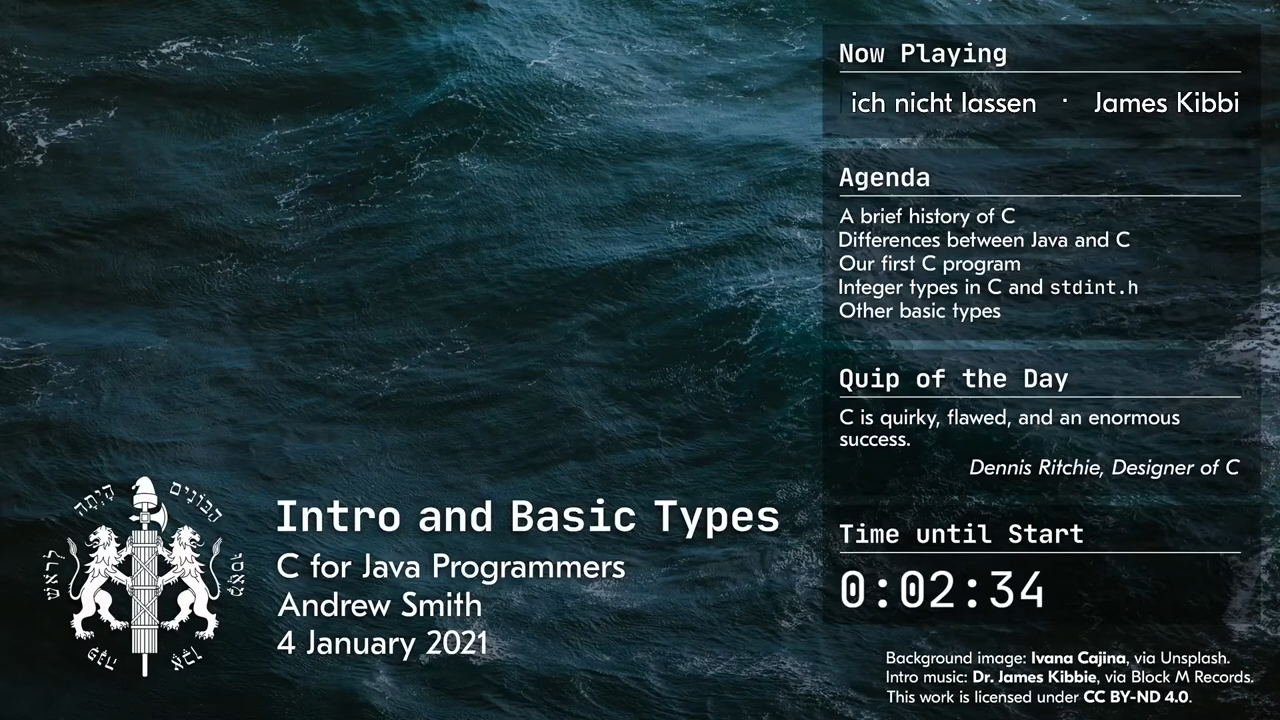 Now Playing
ich nicht lassen · James Kibbi
Agenda
A brief history of C
Differences between Java and C
Our first C program
Integer types in C and stdint.h
Other basic types
Quip of the Day
C is quirky, flawed, and an enormous
success.
Dennis Ritchie, Designer of C
Time until Start
0:02:34
Intro and Basic Types
C for Java Programmers
Andrew Smith
4 January 2021
Background image: Ivana Cajina, via Unsplash.
Intro music: Dr. James Kibbie, via Block M Records.
This work is licensed under CC BY-ND 4.0.